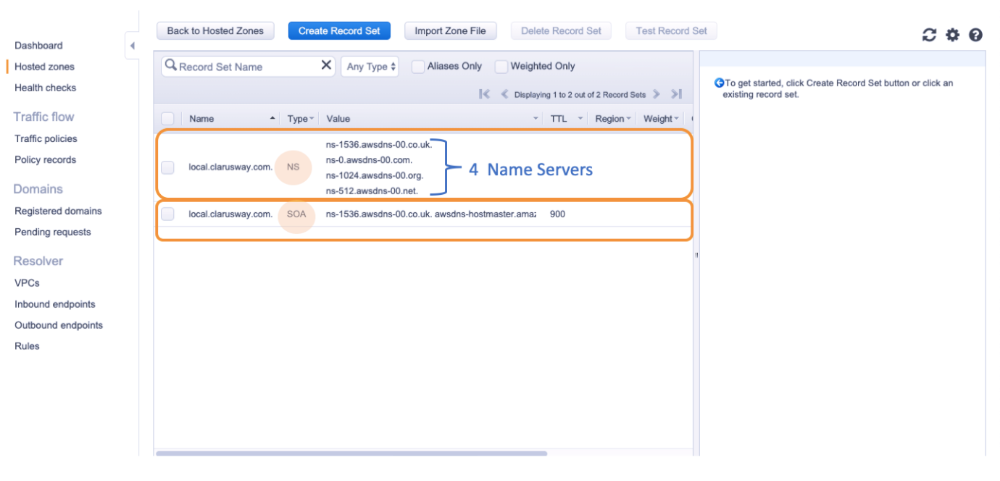 Back to Hosted Zones Create Record Set Import Zone File Delete Record Set Test Record Set
Dashboard
Hosted zones
Health checks
Traffic flow
Traffic policies
Policy records
Domains
Registered domains
Pending requests
Resolver
VPCs
Inbound endpoints
Outbound endpoints
Rules
Record Set Name Any Type Aliases Only Weighted Only
Displaying 1 to 2 out of 2 Record Sets
Name Type Value TTL Region Weight
local.clarusway.com. NS
ns-1536.awsdns-00.co.uk.
ns-0.awsdns-00.com.
ns-1024.awsdns-00.org.
ns-512.awsdns-00.net.
4 Name Servers
local.clarusway.com. SOA ns-1536.awsdns-00.co.uk. awsdns-hostmaster.amaz 900
To get started, click Create Record Set button or click an
existing record set.